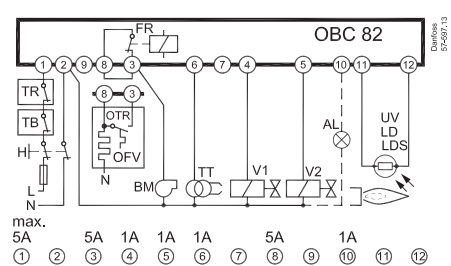 FR
OBC 82
Danfoss
57-697.13
1 2 9 8 3 6 7 4 5 10 11 12
TR
8 3
TB
OTR
OFV
H
AL
UV
LD
LDS
BM
TT
V1
V2
L
N
N
max.
5A 5A 1A 1A 1A 5A 1A
1 2 3 4 5 6 7 8 9 10 11 12